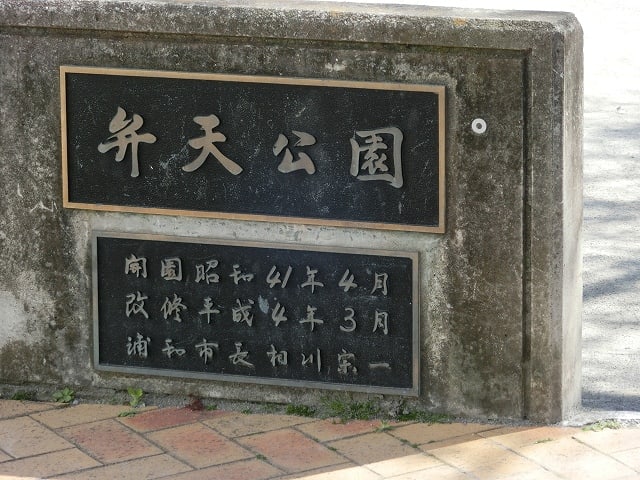 弁天公園
開園昭和41年4月
改修平成4年3月
浦和市長相川宗一